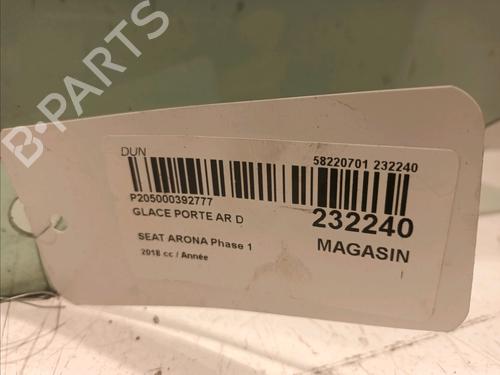 B-PARTS
DUN
58220701 232240
P205000392777
GLACE PORTE AR D
232240
SEAT ARONA Phase 1
MAGASIN
2018 cc / Année